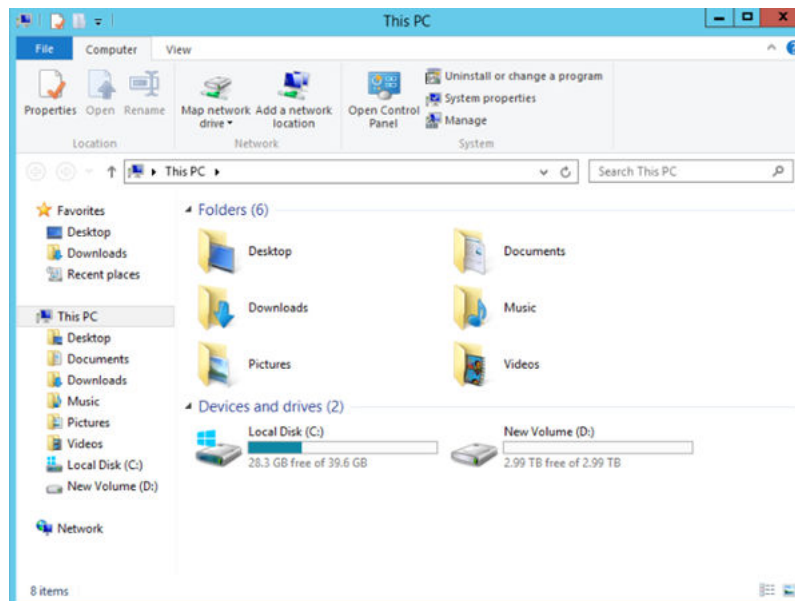 This PC
File Computer View
Properties Open Rename
Map network drive
Add a network location
Open Control Panel
Uninstall or change a program
System properties
Manage
Location Network System
This PC
Search This PC
Favorites
Desktop
Downloads
Recent places
This PC
Desktop
Documents
Downloads
Music
Pictures
Videos
Local Disk (C:)
New Volume (D:)
Network
Folders (6)
Desktop
Documents
Downloads
Music
Pictures
Videos
Devices and drives (2)
Local Disk (C:)
28.3 GB free of 39.6 GB
New Volume (D:)
2.99 TB free of 2.99 TB
8 items